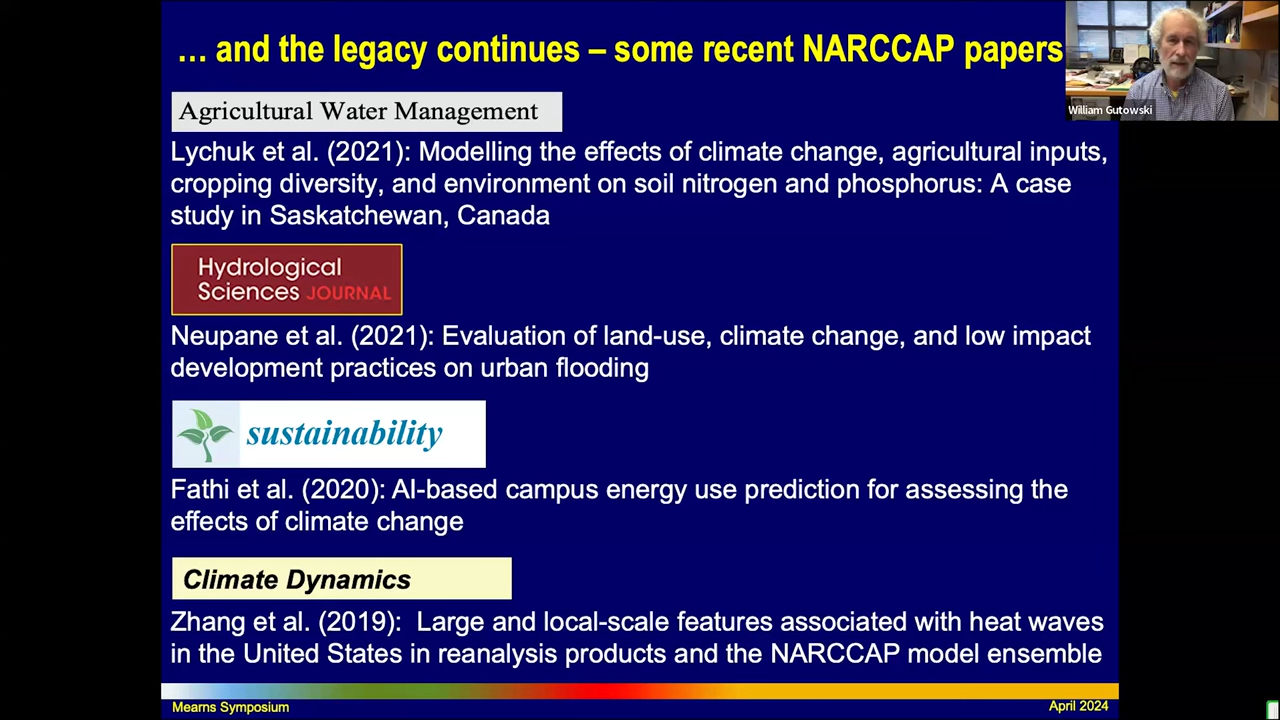 … and the legacy continues – some recent NARCCAP papers
William Gutowski
Agricultural Water Management
Lychuk et al. (2021): Modelling the effects of climate change, agricultural inputs,
cropping diversity, and environment on soil nitrogen and phosphorus: A case
study in Saskatchewan, Canada
Hydrological
Sciences JOURNAL
Neupane et al. (2021): Evaluation of land-use, climate change, and low impact
development practices on urban flooding
sustainability
Fathi et al. (2020): AI-based campus energy use prediction for assessing the
effects of climate change
Climate Dynamics
Zhang et al. (2019): Large and local-scale features associated with heat waves
in the United States in reanalysis products and the NARCCAP model ensemble
Mearns Symposium
April 2024